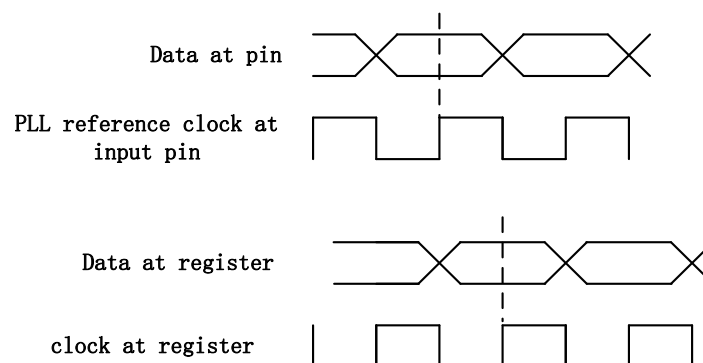 Data at pin
PLL reference clock at
input pin
Data at register
clock at register